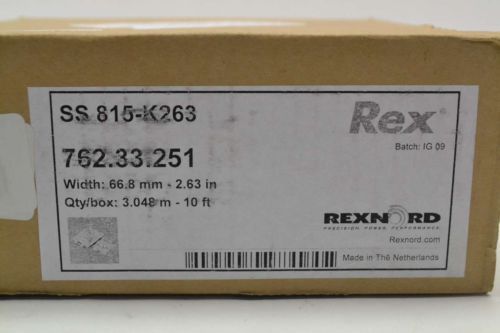 SS 815-K263
Rex
Batch: IG 09
762.33.251
Width: 66.8 mm - 2.63 in
Qty/box: 3.048 m - 10 ft
REXNORD
PRECISION. POWER. PERFORMANCE.
Rexnord.com
Made in The Netherlands